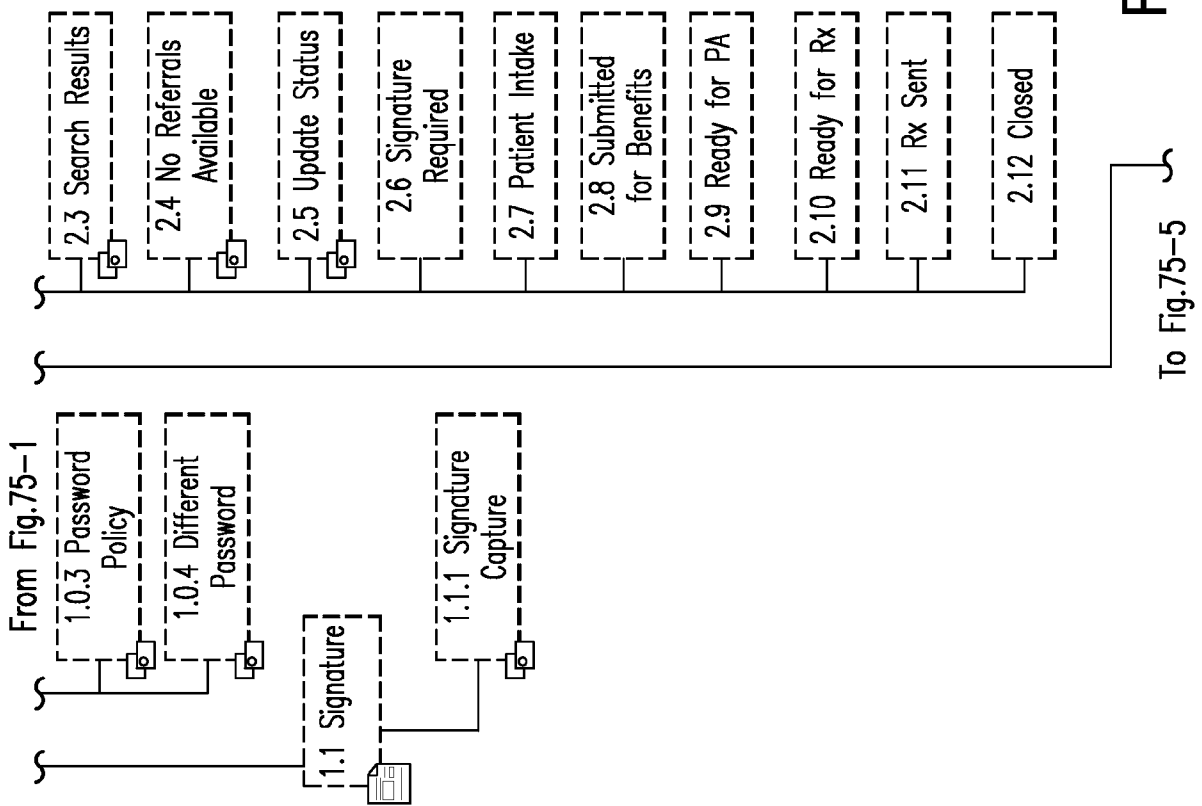 From Fig.75-1
1.0.3 Password
Policy
1.0.4 Different
Password
1.1 Signature
1.1.1 Signature
Capture
2.3 Search Results
2.4 No Referrals
Available
2.5 Update Status
2.6 Signature
Required
2.7 Patient Intake
2.8 Submitted
for Benefits
2.9 Ready for PA
2.10 Ready for Rx
2.11 Rx Sent
2.12 Closed
To Fig.75-5